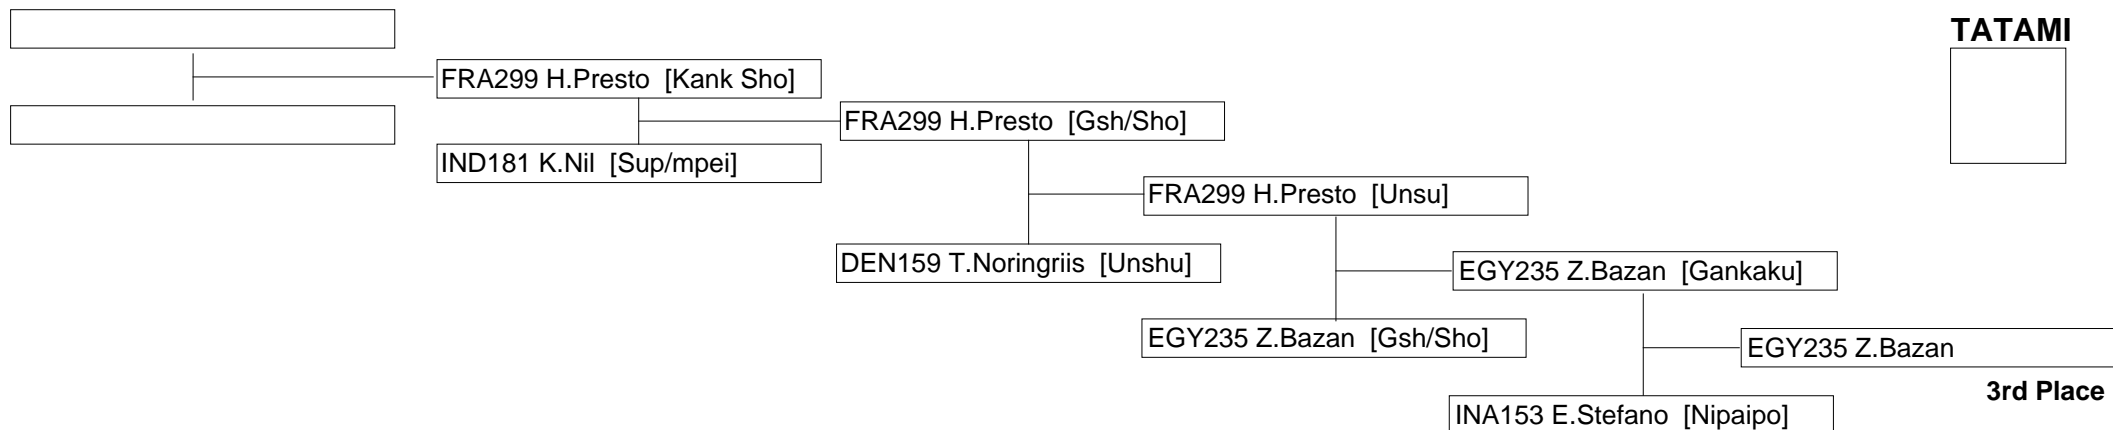 TATAMI
FRA299 H.Presto [Kank Sho]
FRA299 H.Presto [Gsh/Sho]
IND181 K.Nil [Sup/mpei]
FRA299 H.Presto [Unsu]
DEN159 T.Noringriis [Unshu]
EGY235 Z.Bazan [Gankaku]
EGY235 Z.Bazan [Gsh/Sho]
EGY235 Z.Bazan
3rd Place
INA153 E.Stefano [Nipaipo]